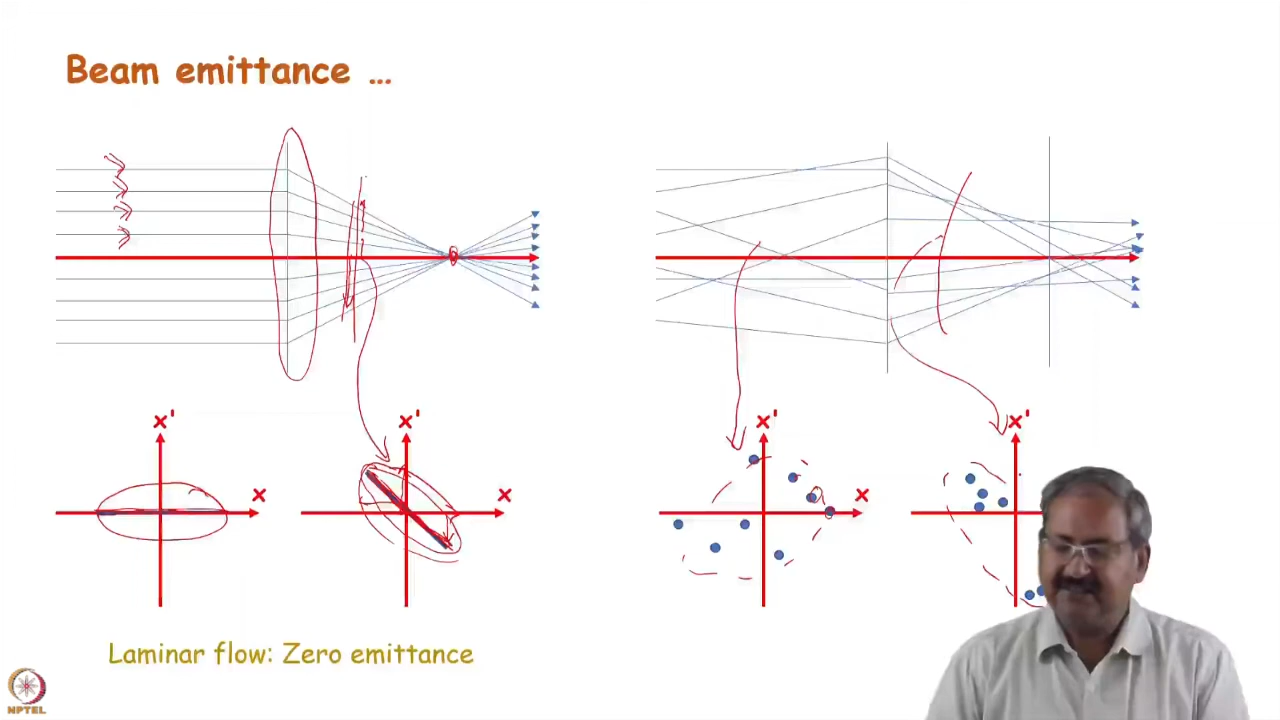 Beam emittance ...
x'
x
x'
x
x'
x
x'
Laminar flow: Zero emittance
NPTEL